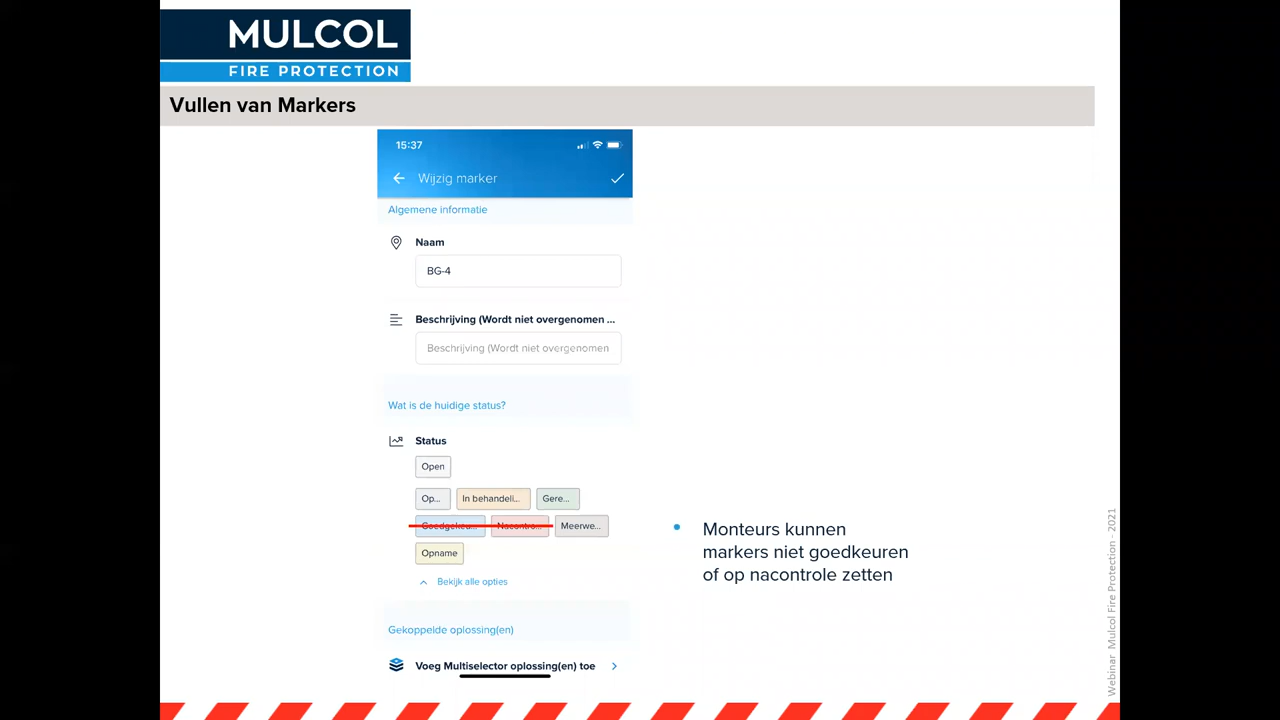 MULCOL
FIRE PROTECTION
Vullen van Markers
15:37
Wijzig marker
Algemene informatie
Naam
BG-4
Beschrijving (Wordt niet overgenomen ...
Beschrijving (Wordt niet overgenomen
Wat is de huidige status?
Status
Open
Op... In behandeli... Gere...
Goedgekeu... Nacontro... Meerwe...
Opname
Bekijk alle opties
Gekoppelde oplossing(en)
Voeg Multiselector oplossing(en) toe
• Monteurs kunnen
markers niet goedkeuren
of op nacontrole zetten
Webinar Mulcol Fire Protection - 2021